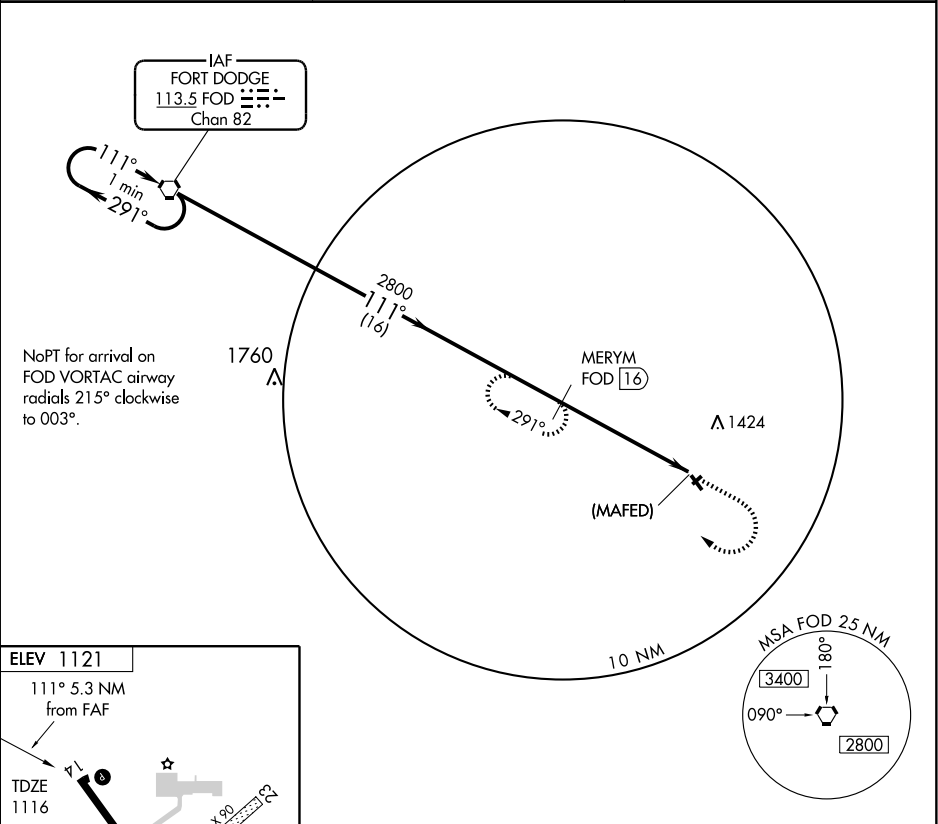 IAF
FORT DODGE
113.5 FOD
Chan 82
111°
1 min
291°
2800
111°
(16)
NoPT for arrival on
FOD VORTAC airway
radials 215° clockwise
to 003°.
1760
MERYM
FOD 16
291°
1424
(MAFED)
10 NM
MSA FOD 25 NM
180°
3400
090°
2800
ELEV 1121
111° 5.3 NM
from FAF
14
P
TDZE
1116
X 90
23